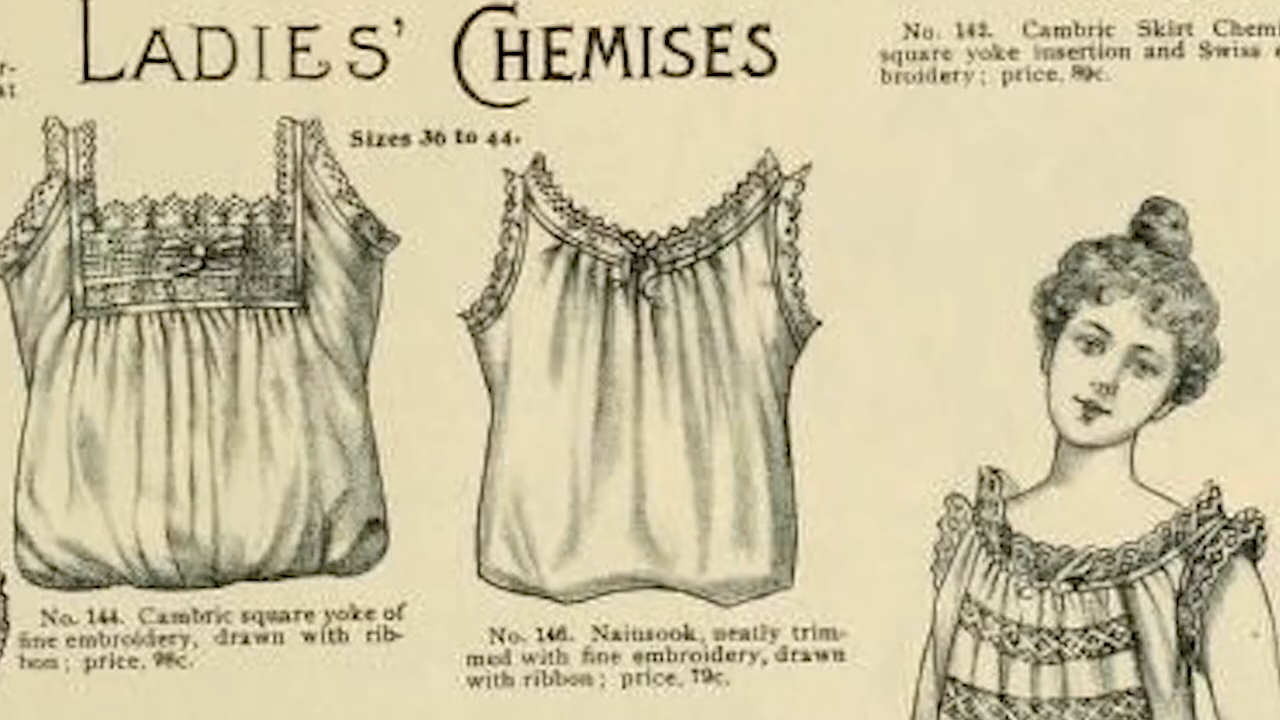 LADIES' CHEMISES
Sizes 36 to 44.
No. 142. Cambric Skirt Chemi
square yoke insertion and Swiss e
broidery; price, 89c.
No. 144. Cambric square yoke of
fine embroidery, drawn with rib-
bon; price, 98c.
No. 146. Nainsook, neatly trim-
med with fine embroidery, drawn
with ribbon; price, 79c.